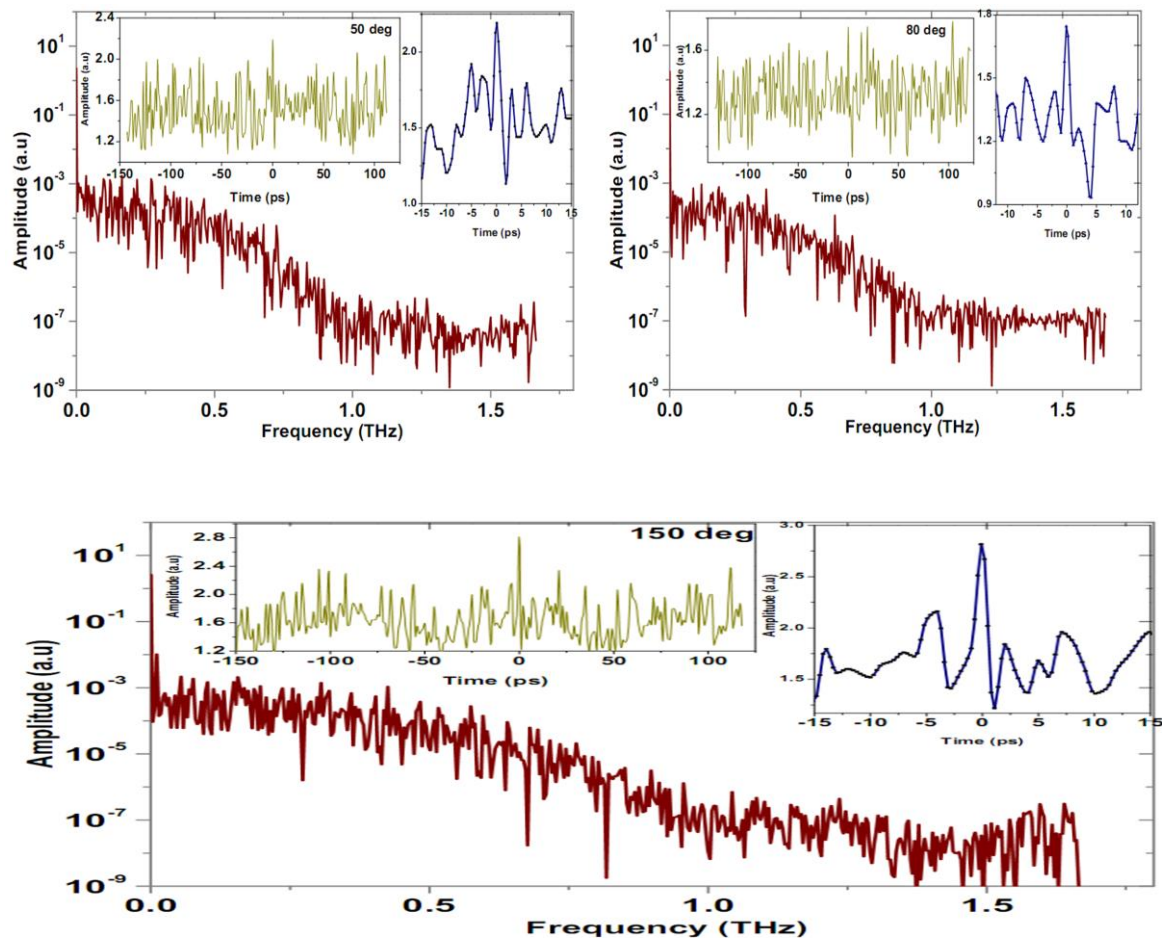 2.4
50 deg
2.0
1.6
1.2
Amplitude (a.u)
-150 -100 -50 0 50 100
Time (ps)
2.0
1.5
1.0
-15 -10 -5 0 5 10 15
Time (ps)
10^1
10^-1
10^-3
10^-5
10^-7
10^-9
Amplitude (a.u)
0.0 0.5 1.0 1.5
Frequency (THz)
80 deg
1.6
1.2
Amplitude (a.u)
-100 -50 0 50 100
Time (ps)
1.8
1.5
1.2
0.9
-10 -5 0 5 10
Time (ps)
10^1
10^-1
10^-3
10^-5
10^-7
10^-9
Amplitude (a.u)
0.0 0.5 1.0 1.5
Frequency (THz)
150 deg
2.8
2.4
2.0
1.6
1.2
Amplitude (a.u)
-150 -100 -50 0 50 100
Time (ps)
3.0
2.5
2.0
1.5
Amplitude (a.u)
-15 -10 -5 0 5 10 15
Time (ps)
10^1
10^-1
10^-3
10^-5
10^-7
10^-9
Amplitude (a.u)
0.0 0.5 1.0 1.5
Frequency (THz)